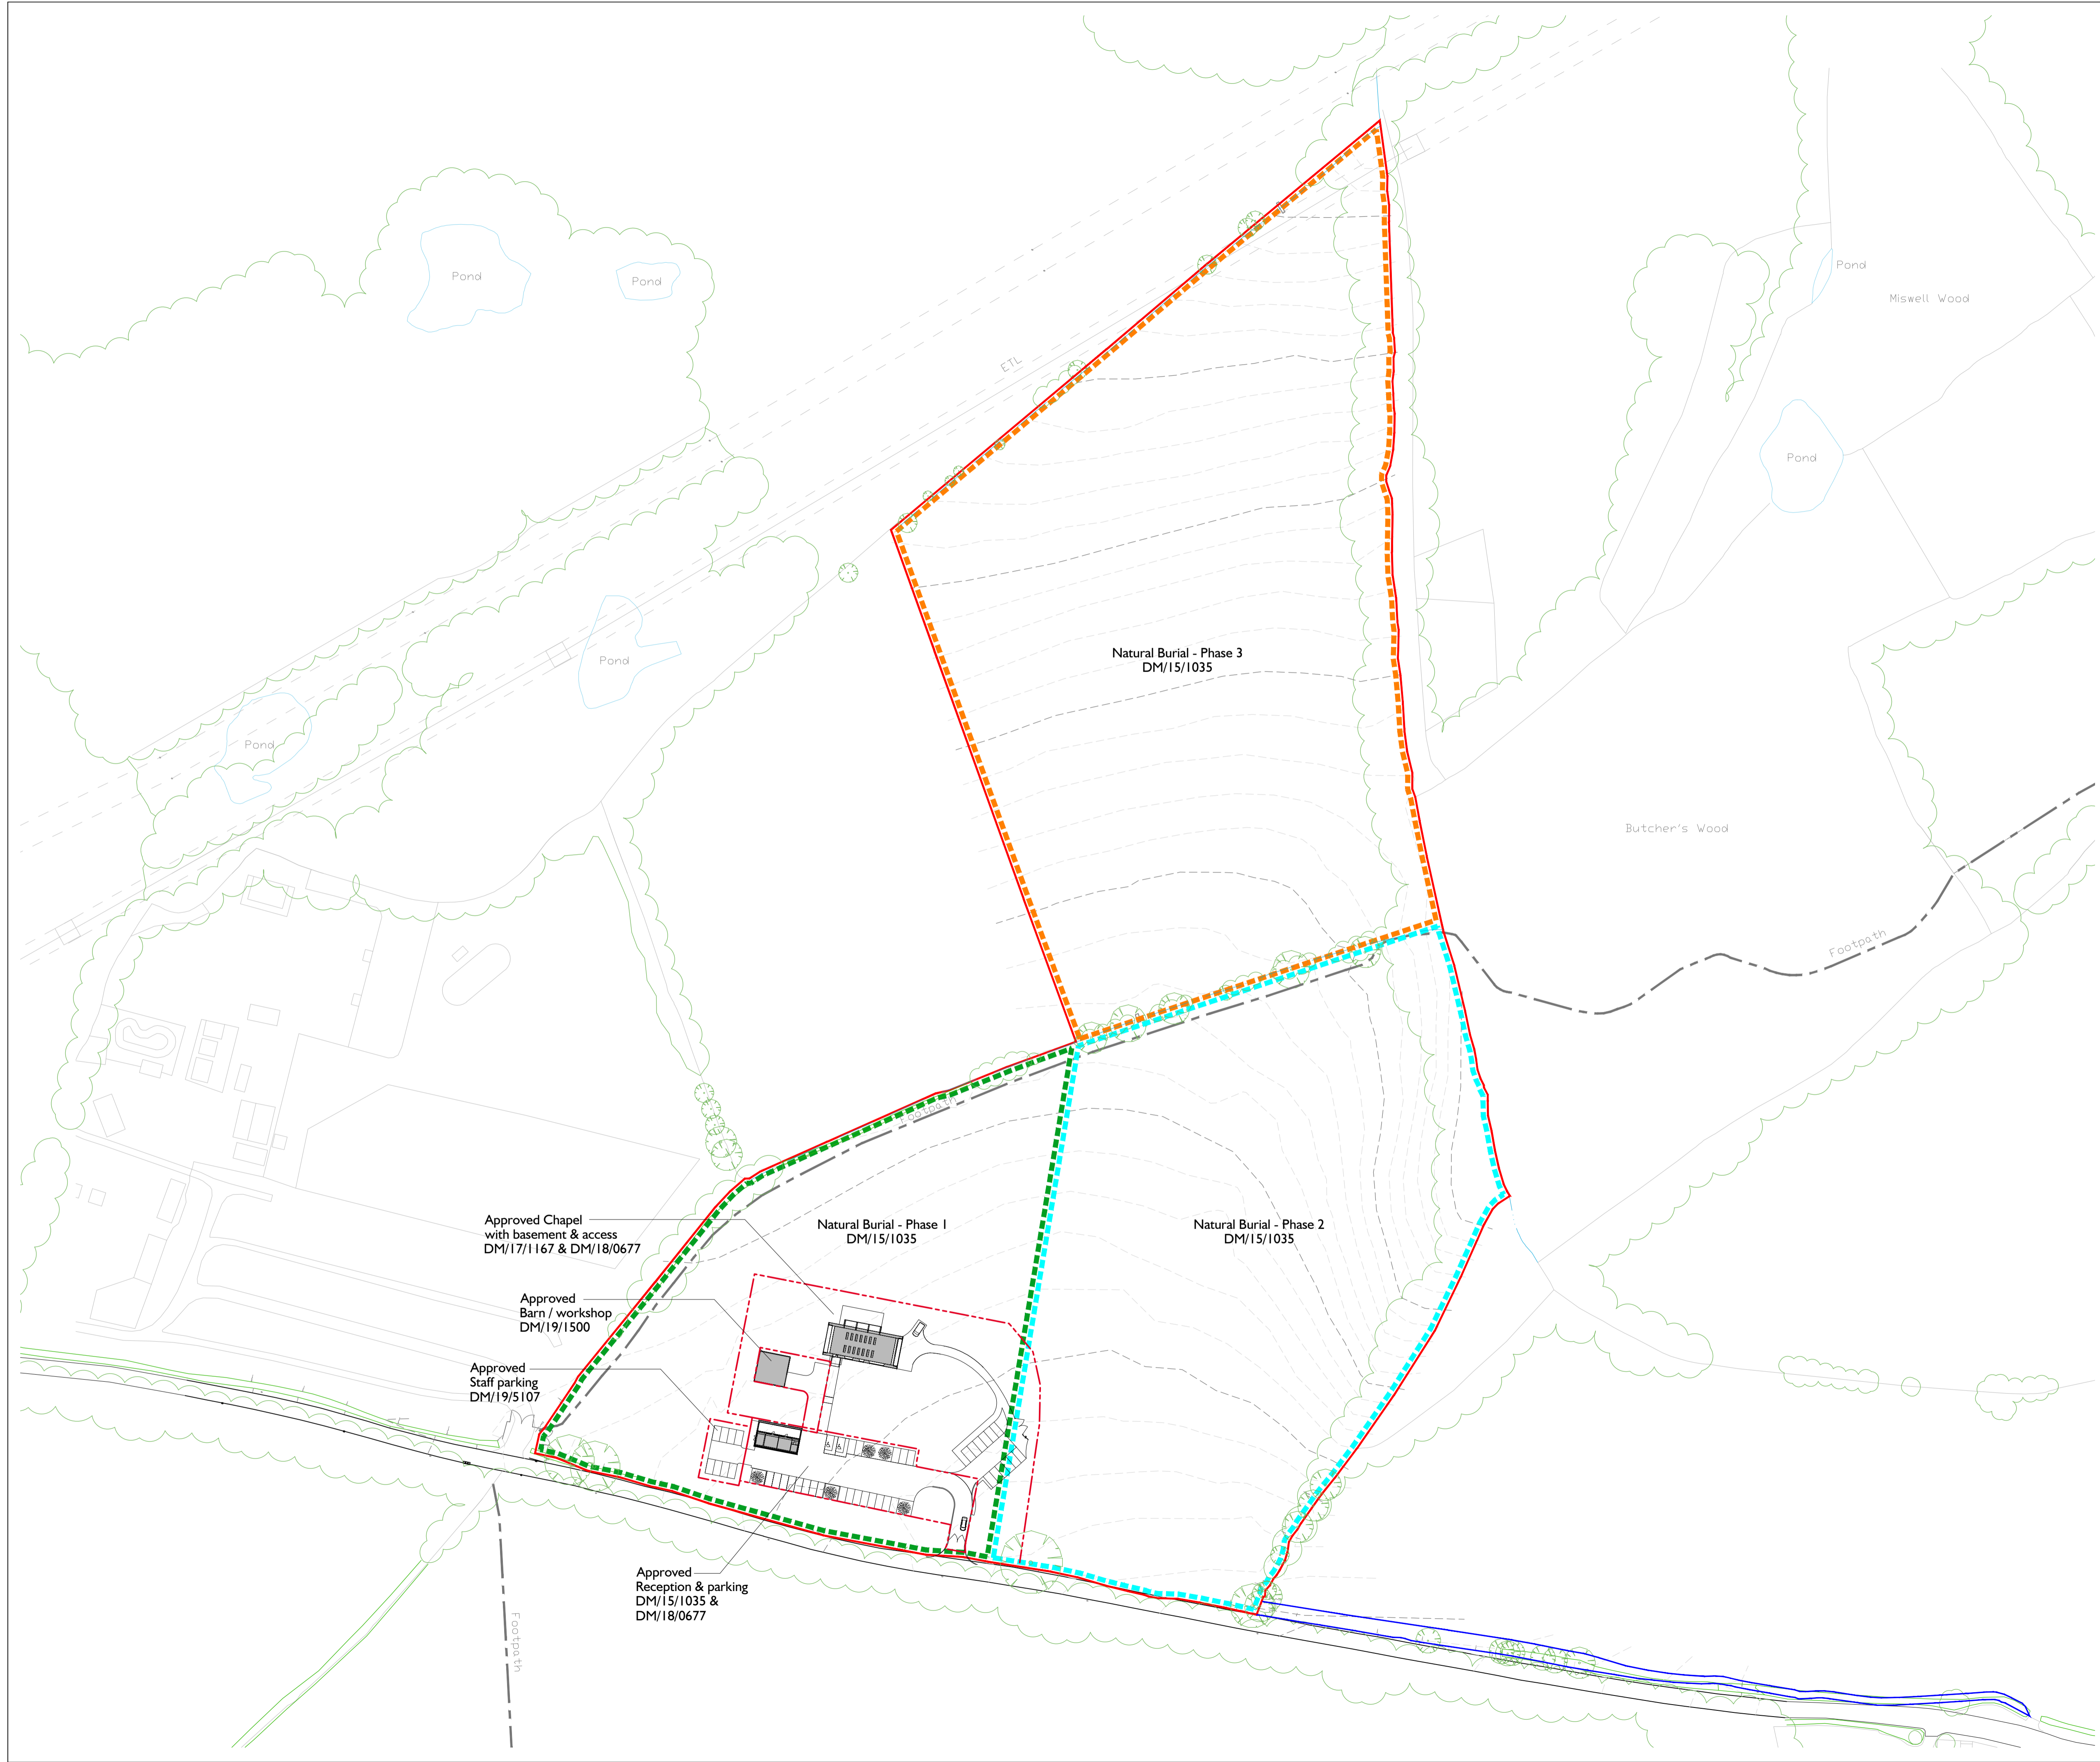 Pond
Pond
Pond
Miswell Wood
ETL
Pond
Natural Burial - Phase 3
DM/15/1035
Pond
Pond
Butcher's Wood
Footpath
Footpath
Approved Chapel
with basement & access
DM/17/1167 & DM/18/0677
Natural Burial - Phase 1
DM/15/1035
Natural Burial - Phase 2
DM/15/1035
Approved
Barn / workshop
DM/19/1500
Approved
Staff parking
DM/19/5107
Approved
Reception & parking
DM/15/1035 &
DM/18/0677
Footpath